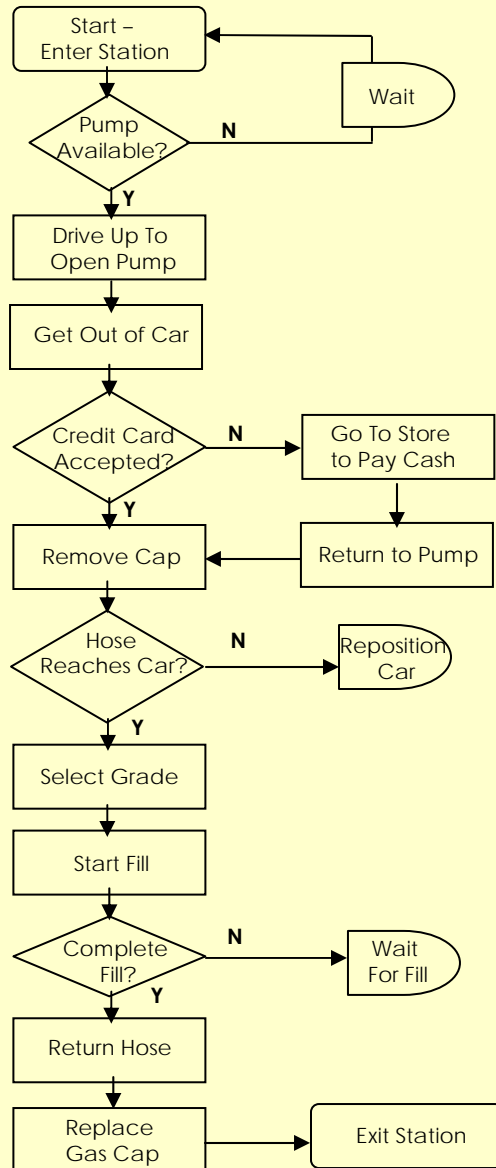 Start –
Enter Station
Wait
Pump
Available?
N
Y
Drive Up To
Open Pump
Get Out of Car
Credit Card
Accepted?
N
Go To Store
to Pay Cash
Y
Remove Cap
Return to Pump
Hose
Reaches Car?
N
Reposition
Car
Y
Select Grade
Start Fill
Complete
Fill?
N
Wait
For Fill
Y
Return Hose
Replace
Gas Cap
Exit Station